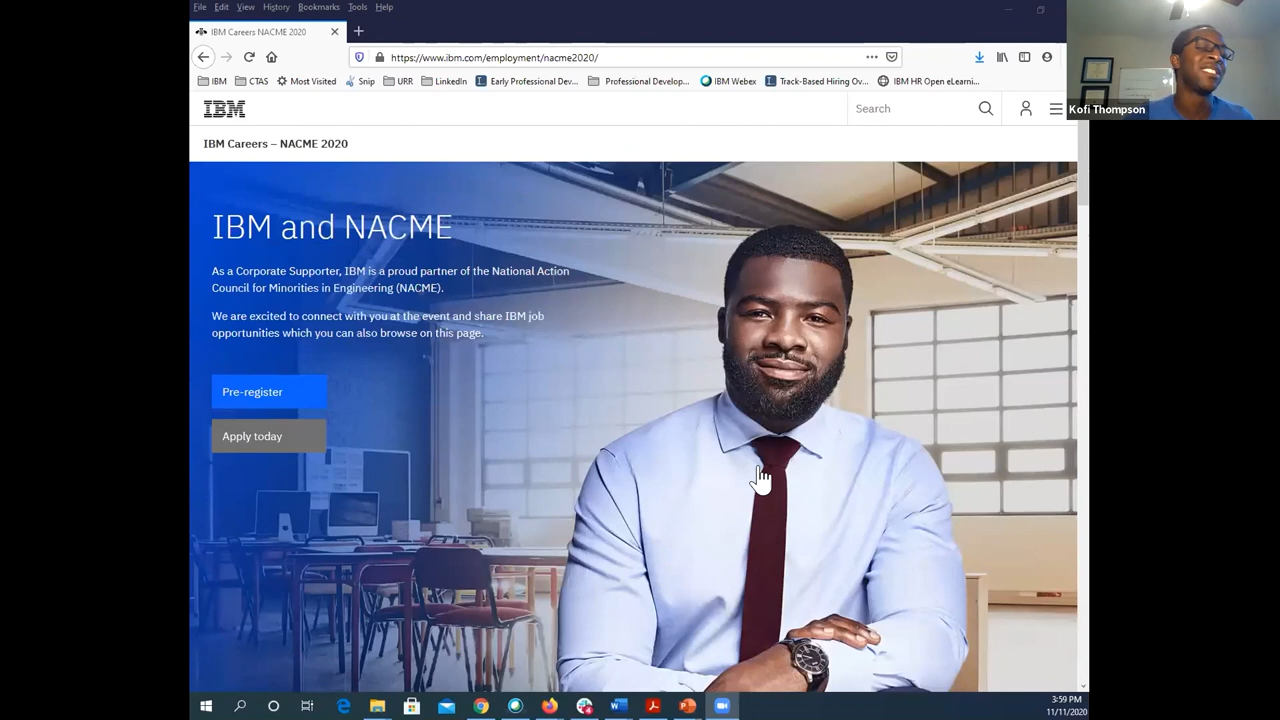 File Edit View History Bookmarks Tools Help
IBM Careers NACME 2020
https://www.ibm.com/employment/nacme2020/
IBM CTAS Most Visited Snip URR LinkedIn Early Professional Dev... Professional Develop... IBM Webex Track-Based Hiring Ov... IBM HR Open eLearni...
Kofi Thompson
IBM
Search
IBM Careers – NACME 2020
IBM and NACME
As a Corporate Supporter, IBM is a proud partner of the National Action
Council for Minorities in Engineering (NACME).
We are excited to connect with you at the event and share IBM job
opportunities which you can also browse on this page.
Pre-register
Apply today
3:59 PM
11/11/2020